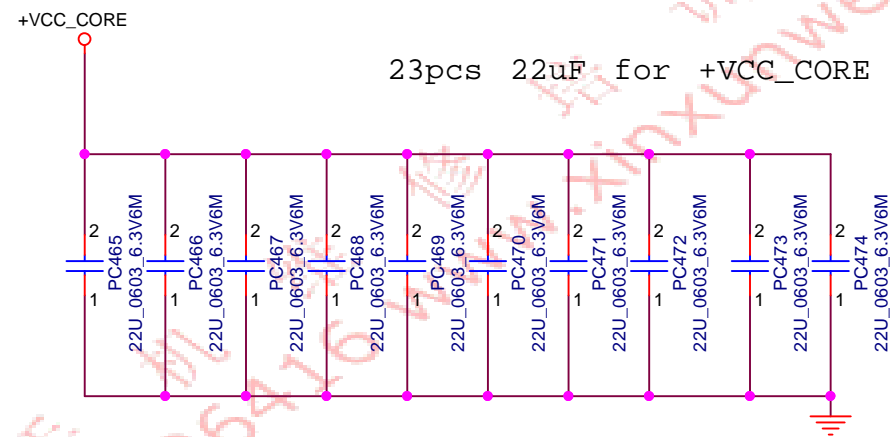 +VCC_CORE
23pcs 22uF for +VCC_CORE
2 2 2 2 2 2 2 2 2 2
1 1 1 1 1 1 1 1 1 1
PC465
22U_0603_6.3V6M
PC466
22U_0603_6.3V6M
PC467
22U_0603_6.3V6M
PC468
22U_0603_6.3V6M
PC469
22U_0603_6.3V6M
PC470
22U_0603_6.3V6M
PC471
22U_0603_6.3V6M
PC472
22U_0603_6.3V6M
PC473
22U_0603_6.3V6M
PC474
22U_0603_6.3V6M